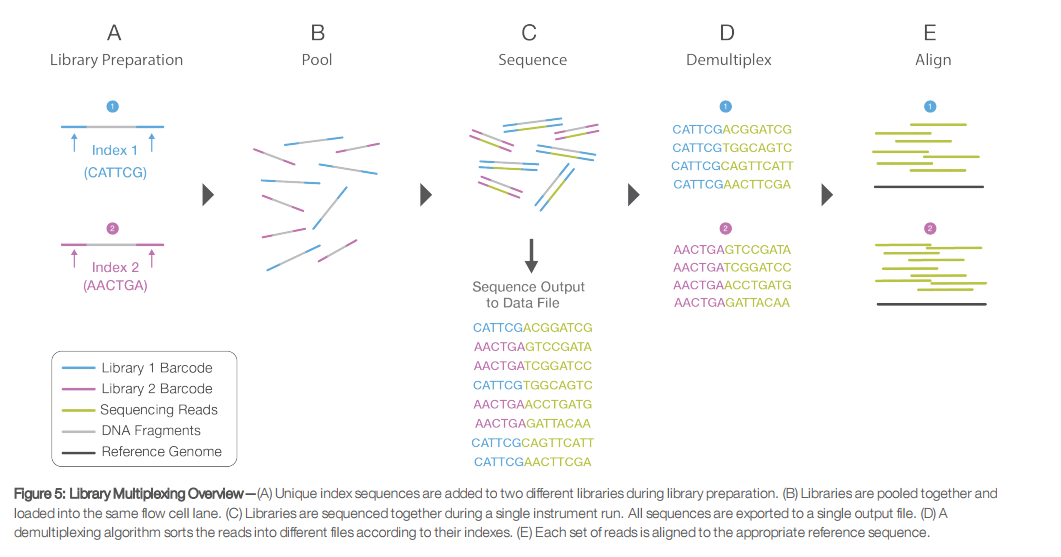 A
Library Preparation
1
Index 1
(CATTCG)
2
Index 2
(AACTGA)
B
Pool
C
Sequence
Sequence Output
to Data File
CATTCGACGGATCG
AACTGAGTCCGATA
AACTGATCGGATCC
CATTCGTGGCAGTC
AACTGAACCTGATG
AACTGAGATTACAA
CATTCGCAGTTCATT
CATTCGAACTTCGA
D
Demultiplex
1
CATTCGACGGATCG
CATTCGTGGCAGTC
CATTCGCAGTTCATT
CATTCGAACTTCGA
2
AACTGAGTCCGATA
AACTGATCGGATCC
AACTGAACCTGATG
AACTGAGATTACAA
E
Align
1
2
Library 1 Barcode
Library 2 Barcode
Sequencing Reads
DNA Fragments
Reference Genome
Figure 5: Library Multiplexing Overview—(A) Unique index sequences are added to two different libraries during library preparation. (B) Libraries are pooled together and
loaded into the same flow cell lane. (C) Libraries are sequenced together during a single instrument run. All sequences are exported to a single output file. (D) A
demultiplexing algorithm sorts the reads into different files according to their indexes. (E) Each set of reads is aligned to the appropriate reference sequence.